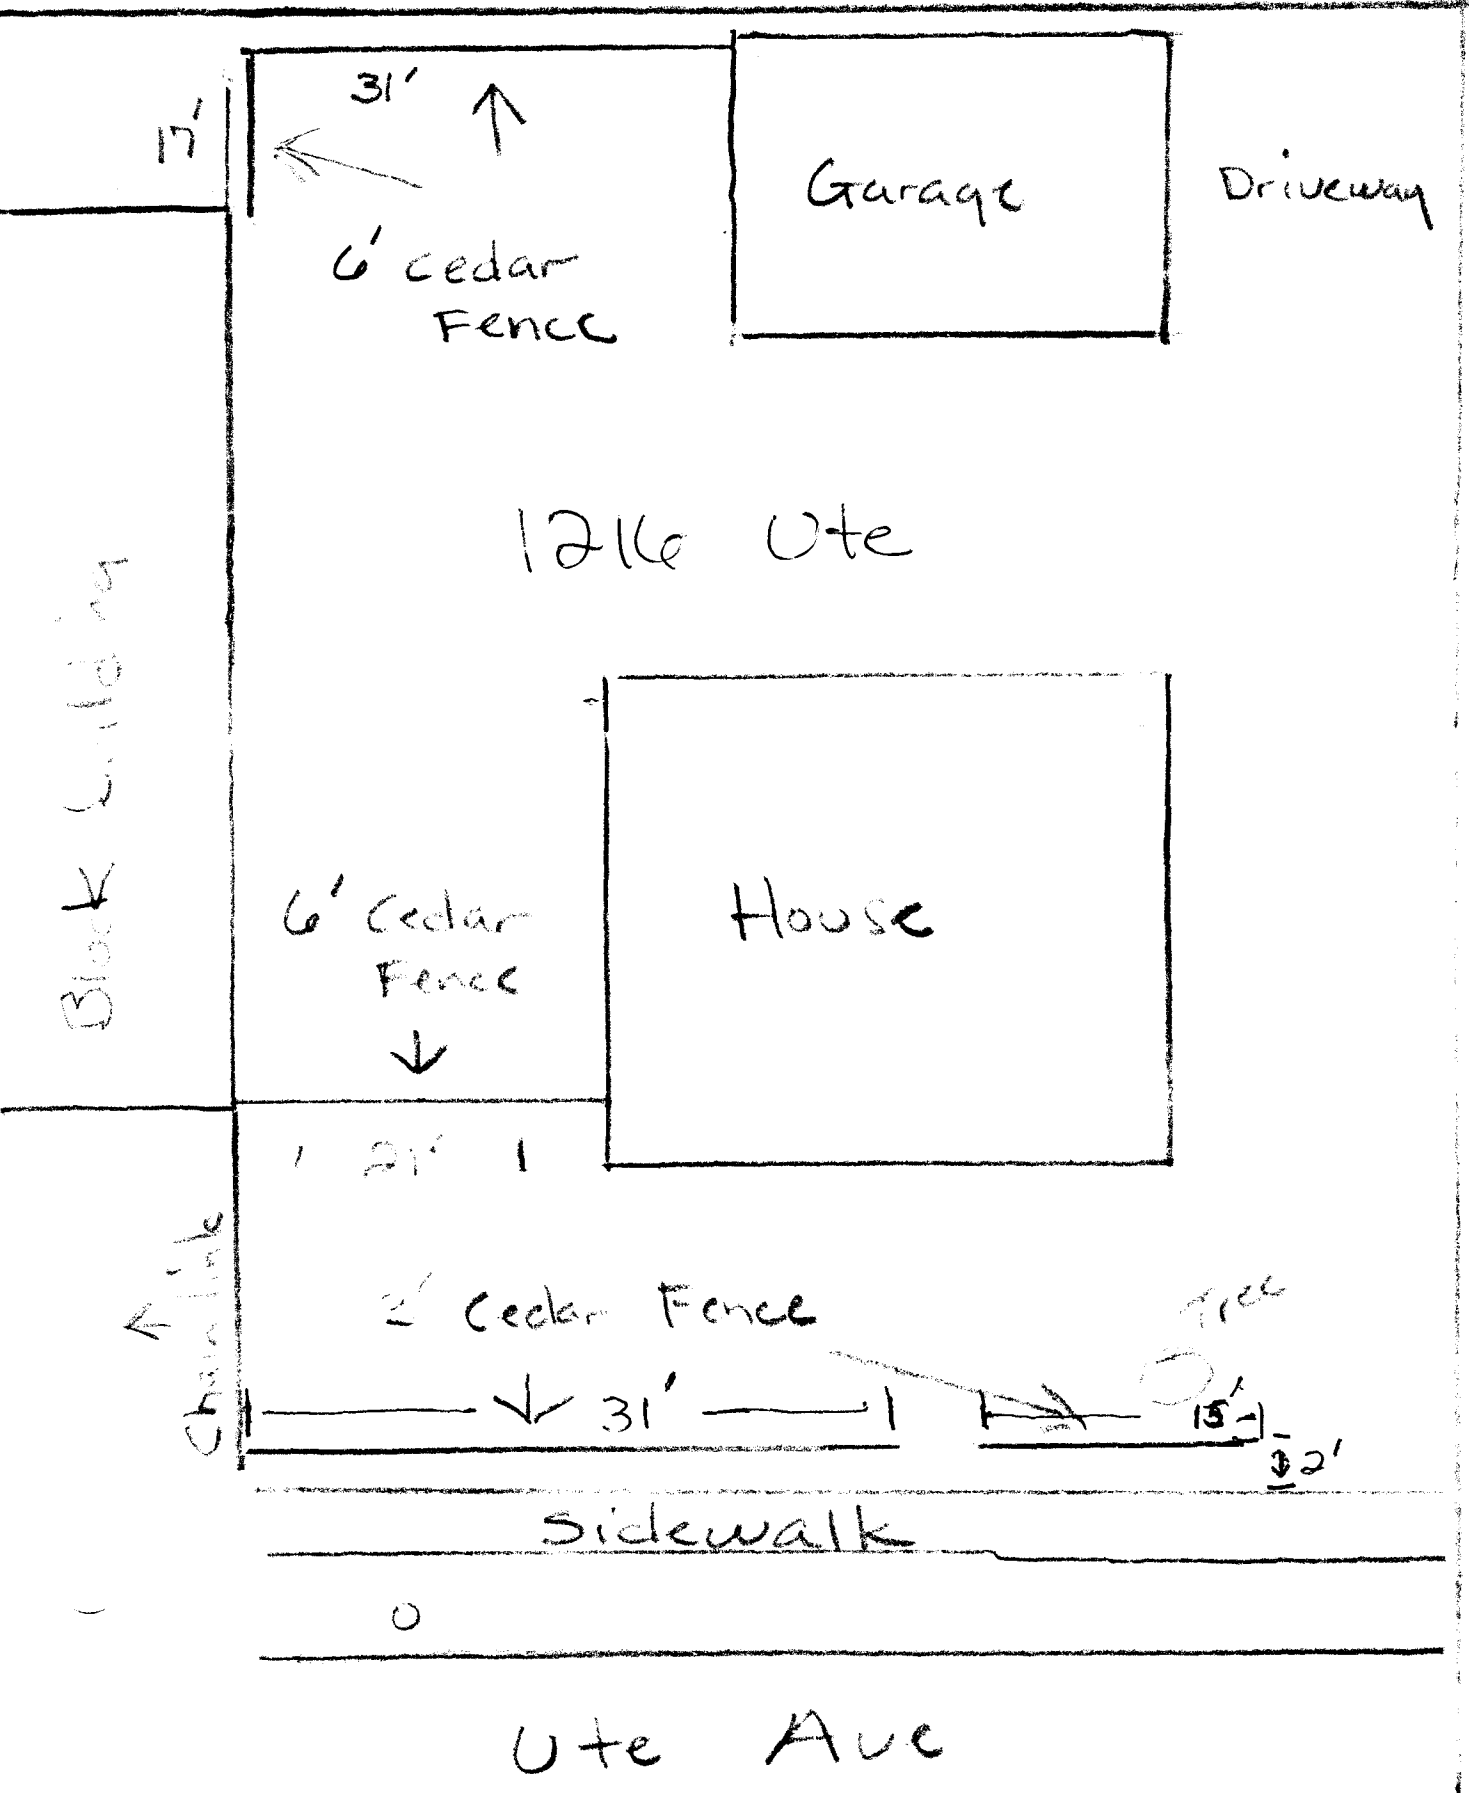 31'
17'
Garage
Driveway
6' cedar
Fence
1216 Ute
Block
6' Cedar
Fence
House
21'
Chain link
Cedar Fence
Tree
31'
15'
2'
Sidewalk
Ute Ave